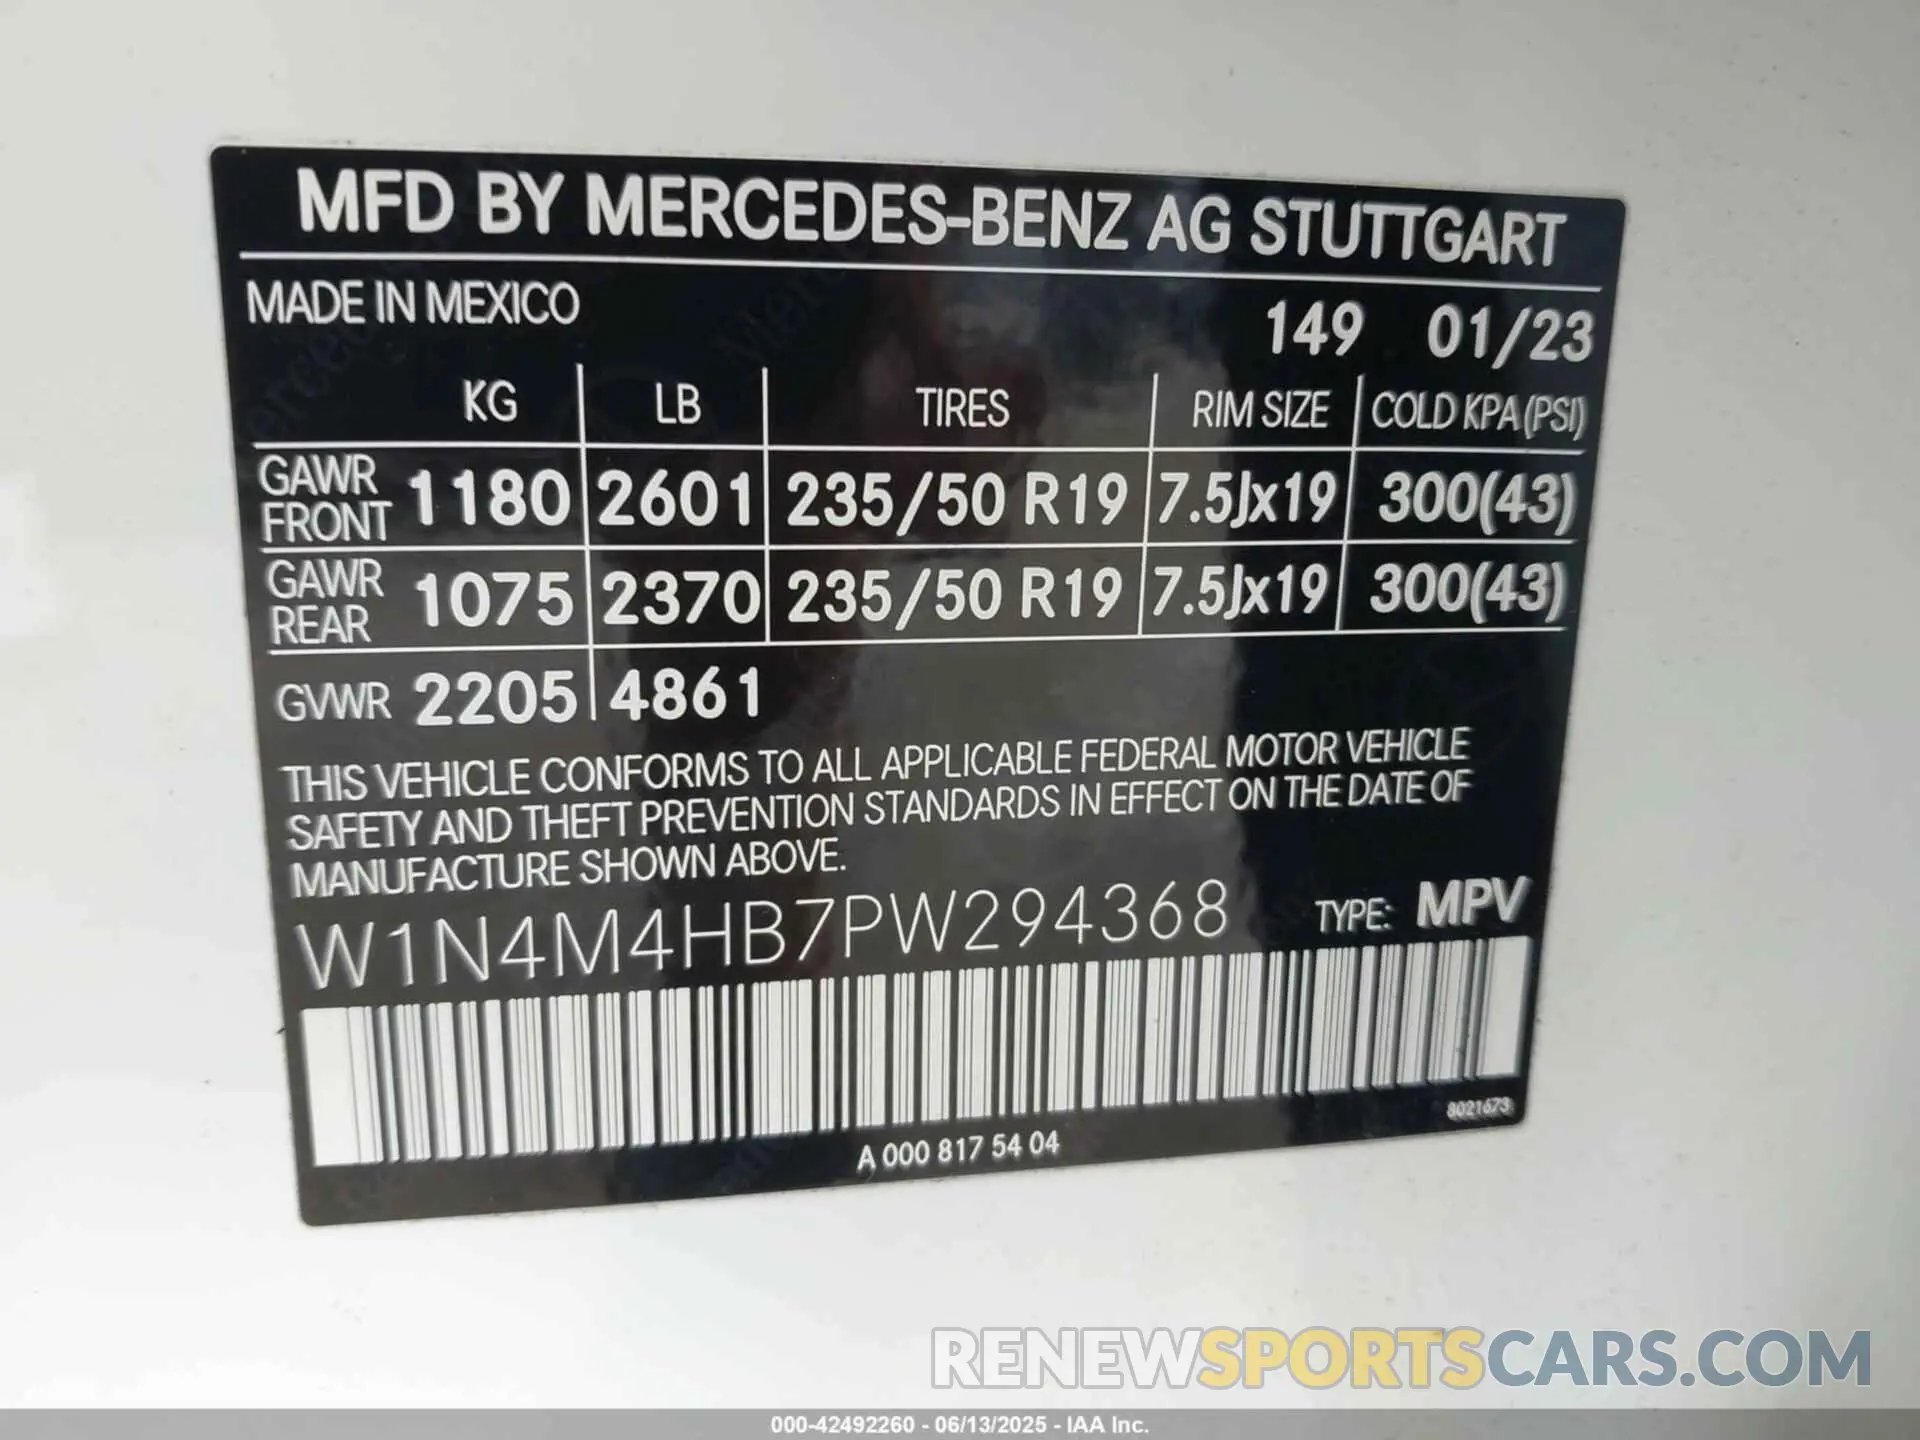 MFD BY MERCEDES-BENZ AG STUTTGART
MADE IN MEXICO 149 01/23
KG LB TIRES RIM SIZE COLD KPA (PSI)
GAWR FRONT 1180 2601 235/50 R19 7.5Jx19 300(43)
GAWR REAR 1075 2370 235/50 R19 7.5Jx19 300(43)
GVWR 2205 4861
THIS VEHICLE CONFORMS TO ALL APPLICABLE FEDERAL MOTOR VEHICLE
SAFETY AND THEFT PREVENTION STANDARDS IN EFFECT ON THE DATE OF
MANUFACTURE SHOWN ABOVE.
W1N4M4HB7PW294368 TYPE: MPV
8021673
A 000 817 54 04
RENEWSPORTSCARS.COM
000-42492260 - 06/13/2025 - IAA Inc.